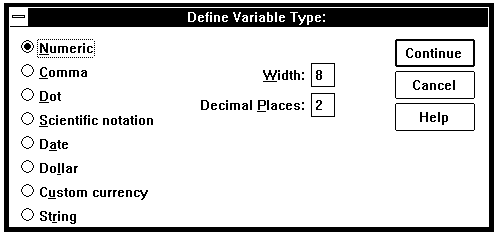 Define Variable Type:
Numeric
Comma
Dot
Scientific notation
Date
Dollar
Custom currency
String
Width: 8
Decimal Places: 2
Continue
Cancel
Help